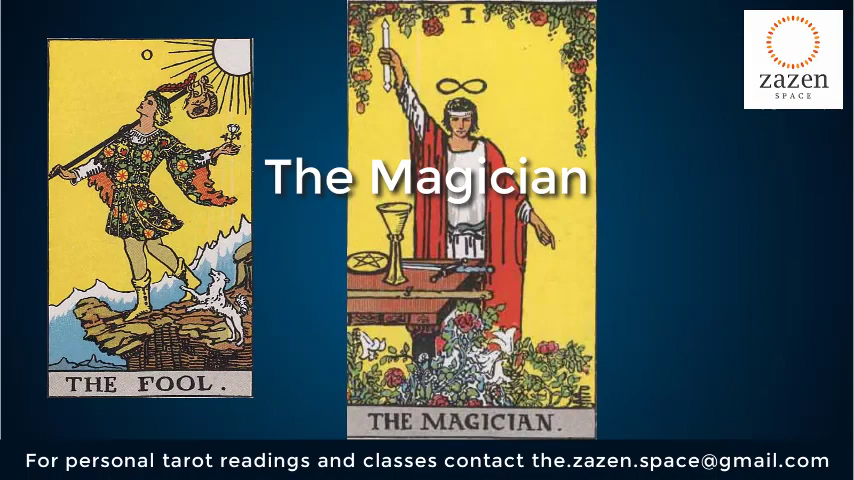 0
THE FOOL.
I
The Magician
THE MAGICIAN.
zazen
SPACE
For personal tarot readings and classes contact the.zazen.space@gmail.com